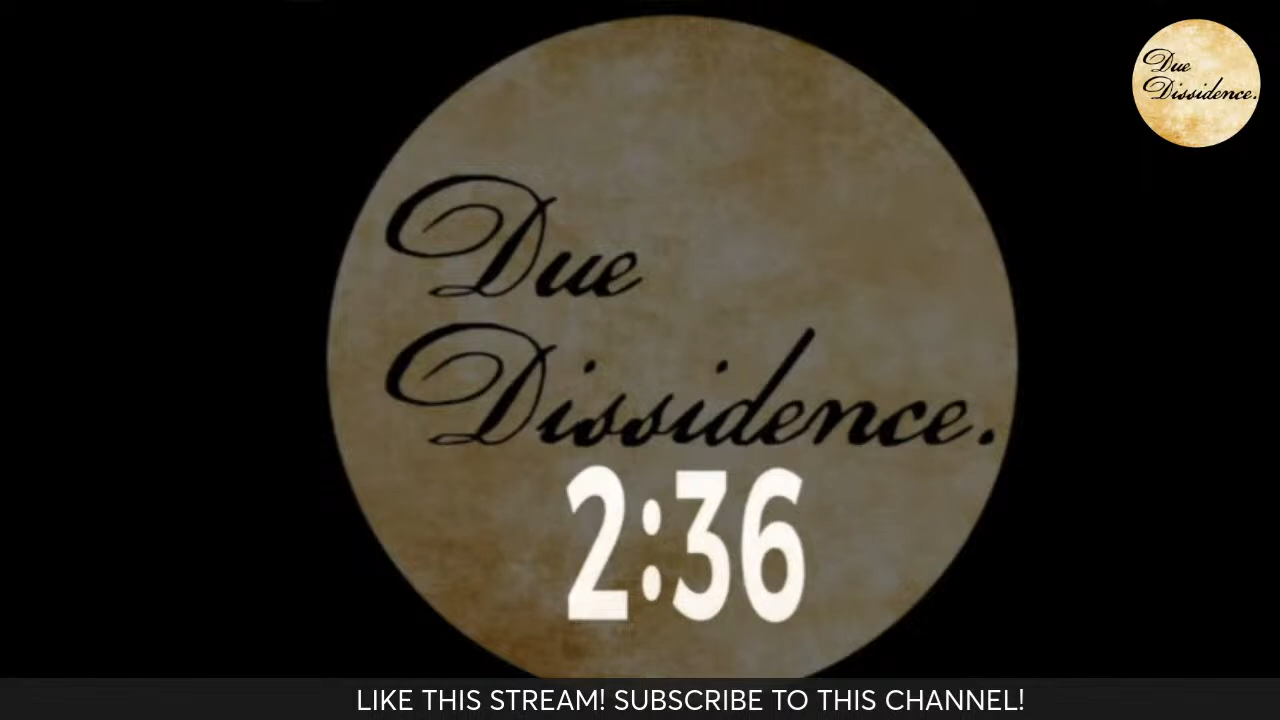 Due
Dissidence.
2:36
Due
Dissidence.
LIKE THIS STREAM! SUBSCRIBE TO THIS CHANNEL!